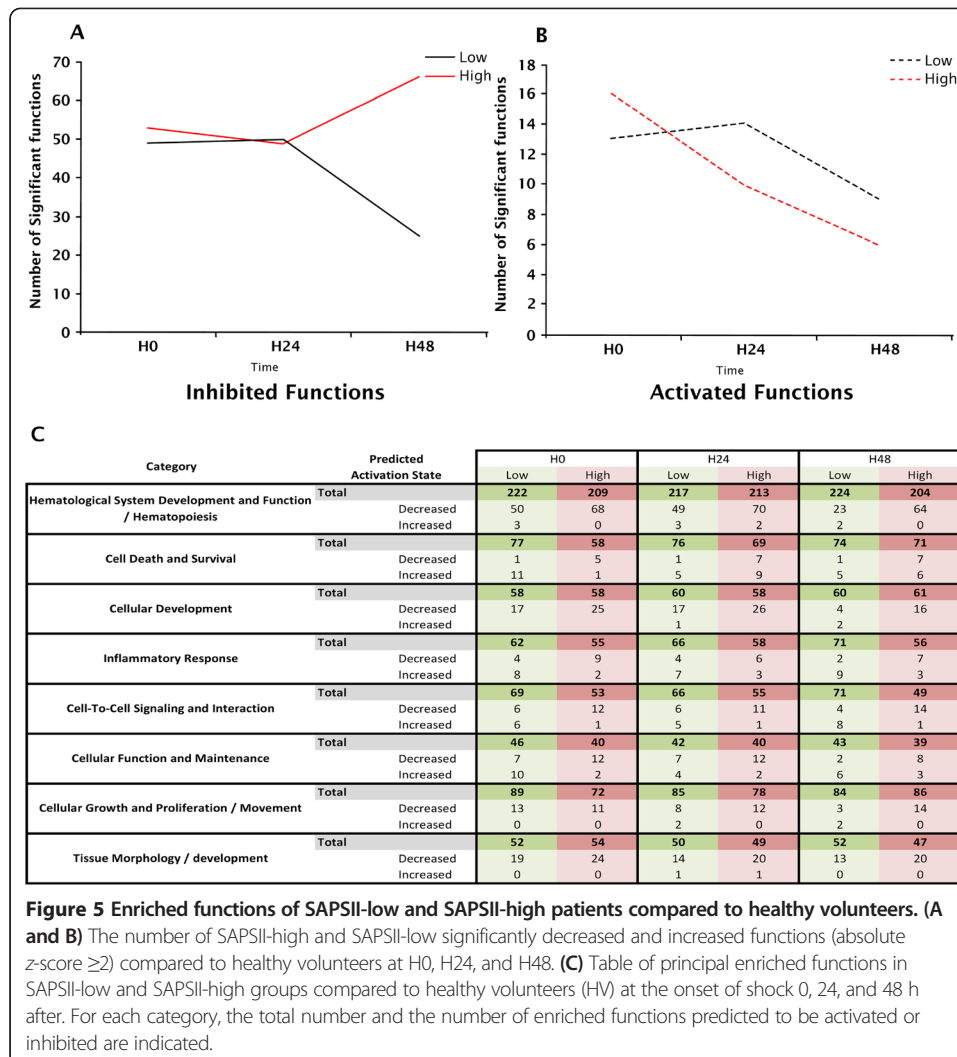 A
Low
High
70
60
50
40
30
20
10
0
Number of Significant functions
H0 H24 H48
Time
Inhibited Functions
B
Low
High
18
16
14
12
10
8
6
4
2
0
Number of Significant functions
H0 H24 H48
Time
Activated Functions
C
Category Predicted Activation State H0 H24 H48
Low High Low High Low High
Hematological System Development and Function / Hematopoiesis
Total 222 209 217 213 224 204
Decreased 50 68 49 70 23 64
Increased 3 0 3 2 2 0
Cell Death and Survival
Total 77 58 76 69 74 71
Decreased 1 5 1 7 1 7
Increased 11 1 5 9 5 6
Cellular Development
Total 58 58 60 58 60 61
Decreased 17 25 17 26 4 16
Increased 1 2
Inflammatory Response
Total 62 55 66 58 71 56
Decreased 4 9 4 6 2 7
Increased 8 2 7 3 9 3
Cell-To-Cell Signaling and Interaction
Total 69 53 66 55 71 49
Decreased 6 12 6 11 4 14
Increased 6 1 5 1 8 1
Cellular Function and Maintenance
Total 46 40 42 40 43 39
Decreased 7 12 7 12 2 8
Increased 10 2 4 2 6 3
Cellular Growth and Proliferation / Movement
Total 89 72 85 78 84 86
Decreased 13 11 8 12 3 14
Increased 0 0 2 0 2 0
Tissue Morphology / development
Total 52 54 50 49 52 47
Decreased 19 24 14 20 13 20
Increased 0 0 1 1 0 0
Figure 5 Enriched functions of SAPSII-low and SAPSII-high patients compared to healthy volunteers. (A
and B) The number of SAPSII-high and SAPSII-low significantly decreased and increased functions (absolute
z-score ≥2) compared to healthy volunteers at H0, H24, and H48. (C) Table of principal enriched functions in
SAPSII-low and SAPSII-high groups compared to healthy volunteers (HV) at the onset of shock 0, 24, and 48 h
after. For each category, the total number and the number of enriched functions predicted to be activated or
inhibited are indicated.